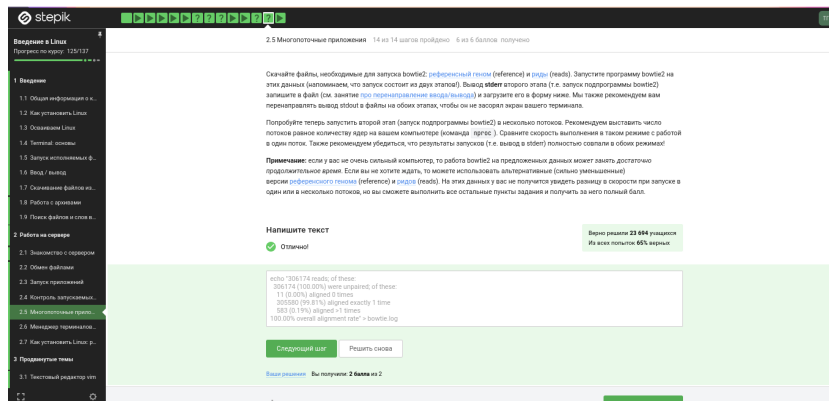 stepik
Введение в Linux
Прогресс по курсу: 125/137
1 Введение
1.1 Общая информация о к...
1.2 Как установить Linux
1.3 Осваиваем Linux
1.4 Terminal: основы
1.5 Запуск исполняемых ф...
1.6 Ввод / вывод
1.7 Скачивание файлов из...
1.8 Работа с архивами
1.9 Поиск файлов и слов в...
2 Работа на сервере
2.1 Знакомство с сервером
2.2 Обмен файлами
2.3 Запуск приложений
2.4 Контроль запускаемых...
2.5 Многопоточные прило...
2.6 Менеджер терминалов...
2.7 Как установить Linux: р...
3 Продвинутые темы
3.1 Текстовый редактор vim
2.5 Многопоточные приложения 14 из 14 шагов пройдено 6 из 6 баллов получено
Скачайте файлы, необходимые для запуска bowtie2: референсный геном (reference) и риды (reads). Запустите программу bowtie2 на
этих данных (напоминаем, что запуск состоит из двух этапов!). Вывод stderr второго этапа (т.е. запуск подпрограммы bowtie2)
запишите в файл (см. занятие про перенаправление ввода/вывода) и загрузите его в форму ниже. Мы также рекомендуем вам
перенаправлять вывод stdout в файлы на обоих этапах, чтобы он не засорял экран вашего терминала.
Попробуйте теперь запустить второй этап (запуск подпрограммы bowtie2) в несколько потоков. Рекомендуем выставить число
потоков равное количеству ядер на вашем компьютере (команда nproc ). Сравните скорость выполнения в таком режиме с работой
в один поток. Также рекомендуем убедиться, что результаты запусков (т.е. вывод в stderr) полностью совпали в обоих режимах!
Примечание: если у вас не очень сильный компьютер, то работа bowtie2 на предложенных данных может занять достаточно
продолжительное время. Если вы не хотите ждать, то можете использовать альтернативные (сильно уменьшенные)
версии референсного генома (reference) и ридов (reads). На этих данных у вас не получится увидеть разницу в скорости при запуске в
один или в несколько потоков, но вы сможете выполнить все остальные пункты задания и получить за него полный балл.
Напишите текст
Отлично!
Верно решили 23 694 учащихся
Из всех попыток 65% верных
echo "306174 reads; of these:
306174 (100.00%) were unpaired; of these:
11 (0.00%) aligned 0 times
305580 (99.81%) aligned exactly 1 time
583 (0.19%) aligned >1 times
100.00% overall alignment rate" > bowtie.log
Следующий шаг Решить снова
Ваши решения Вы получили: 2 балла из 2